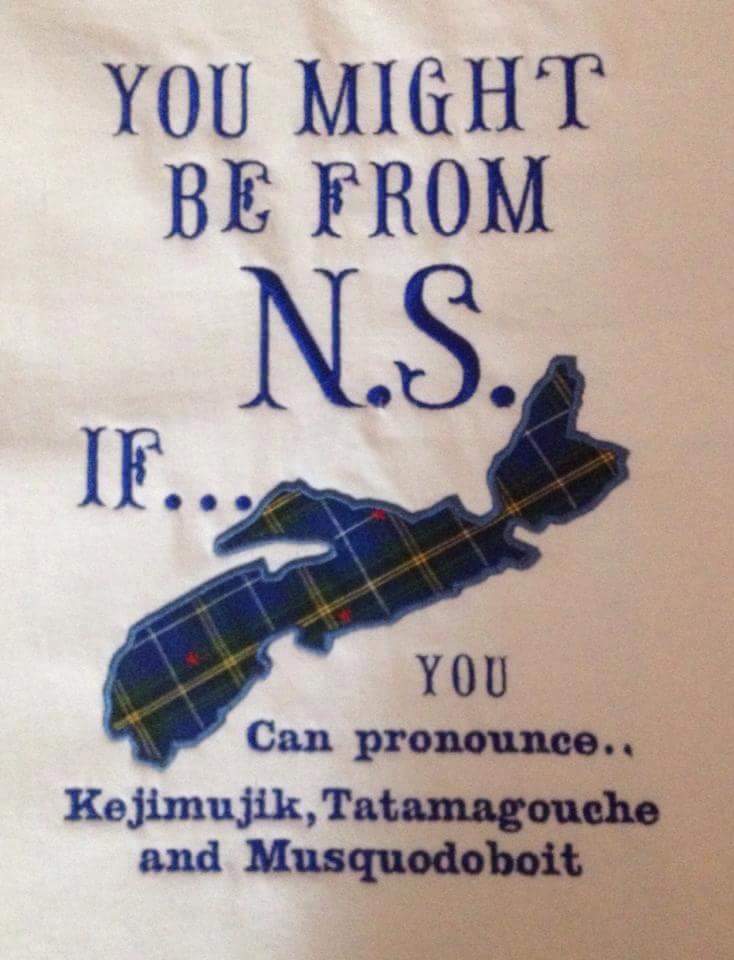 YOU MIGHT
BE FROM
N.S.
IF...
YOU
Can pronounce..
Kejimujik, Tatamagouche
and Musquodoboit